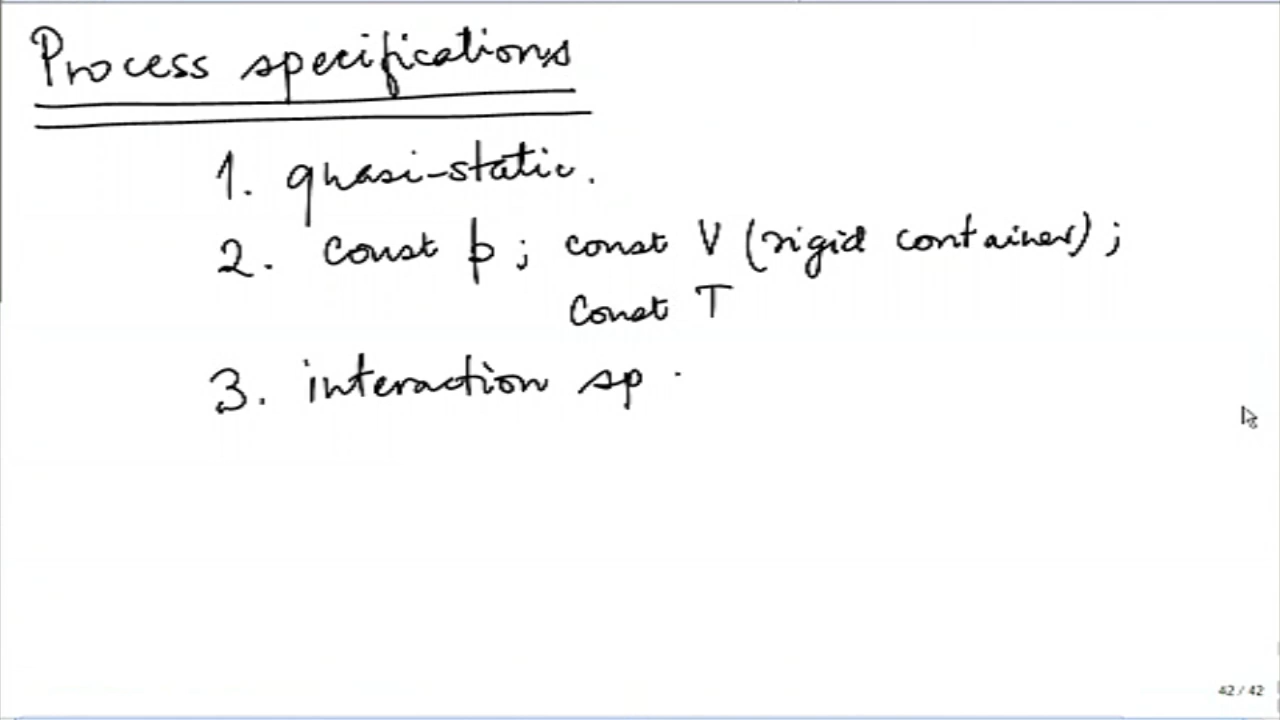 Process specifications
1. quasi-static.
2. const p; const V (rigid container);
const T
3. interaction sp.
42 / 42